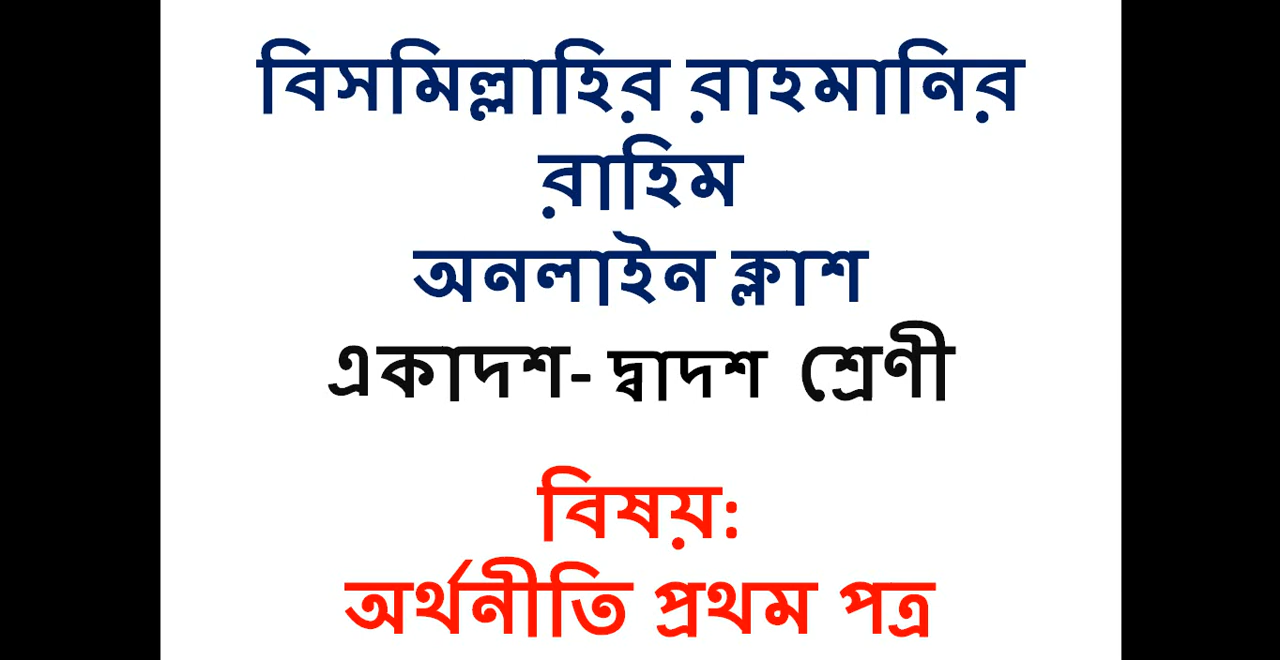 বিসমিল্লাহির রাহমানির
রাহিম
অনলাইন ক্লাশ
একাদশ- দ্বাদশ শ্রেণী
বিষয়:
অর্থনীতি প্রথম পত্র